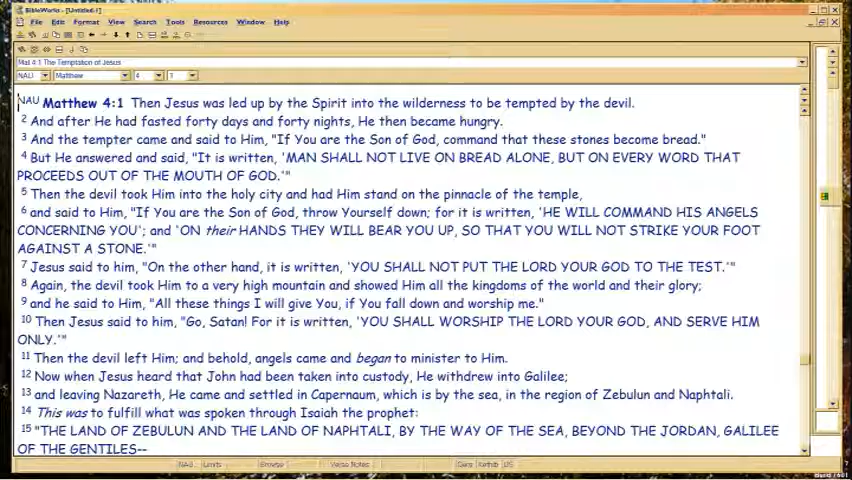 BibleWorks - [Untitled-1]
File Edit Format View Search Tools Resources Window Help
Mat 4:1 The Temptation of Jesus
NAU Matthew 4 1
NAU Matthew 4:1 Then Jesus was led up by the Spirit into the wilderness to be tempted by the devil.
2 And after He had fasted forty days and forty nights, He then became hungry.
3 And the tempter came and said to Him, "If You are the Son of God, command that these stones become bread."
4 But He answered and said, "It is written, 'MAN SHALL NOT LIVE ON BREAD ALONE, BUT ON EVERY WORD THAT
PROCEEDS OUT OF THE MOUTH OF GOD.'"
5 Then the devil took Him into the holy city and had Him stand on the pinnacle of the temple,
6 and said to Him, "If You are the Son of God, throw Yourself down; for it is written, 'HE WILL COMMAND HIS ANGELS
CONCERNING YOU'; and 'ON their HANDS THEY WILL BEAR YOU UP, SO THAT YOU WILL NOT STRIKE YOUR FOOT
AGAINST A STONE.'"
7 Jesus said to him, "On the other hand, it is written, 'YOU SHALL NOT PUT THE LORD YOUR GOD TO THE TEST.'"
8 Again, the devil took Him to a very high mountain and showed Him all the kingdoms of the world and their glory;
9 and he said to Him, "All these things I will give You, if You fall down and worship me."
10 Then Jesus said to him, "Go, Satan! For it is written, 'YOU SHALL WORSHIP THE LORD YOUR GOD, AND SERVE HIM
ONLY.'"
11 Then the devil left Him; and behold, angels came and began to minister to Him.
12 Now when Jesus heard that John had been taken into custody, He withdrew into Galilee;
13 and leaving Nazareth, He came and settled in Capernaum, which is by the sea, in the region of Zebulun and Naphtali.
14 This was to fulfill what was spoken through Isaiah the prophet:
15 "THE LAND OF ZEBULUN AND THE LAND OF NAPHTALI, BY THE WAY OF THE SEA, BEYOND THE JORDAN, GALILEE
OF THE GENTILES--
NAU Limits Browse Verse Notes